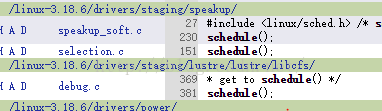 /linux-3.18.6/drivers/staging/speakup/
27 #include <linux/sched.h> /*
H A D speakup_soft.c 230 schedule();
H A D selection.c 151 schedule();
/linux-3.18.6/drivers/staging/lustre/lustre/libcfs/
369 * get to schedule() */
H A D debug.c 381 schedule();
/linux-3.18.6/drivers/power/